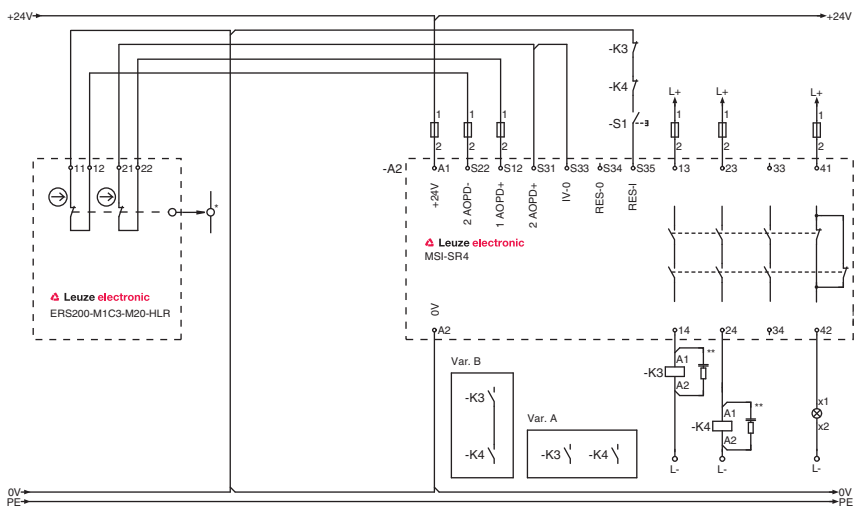 +24V
+24V
-K3
-K4
-S1
L+
L+
L+
1
1
1
1
1
1
2
2
2
2
2
2
11
12
21
22
-A2
A1
S22
S12
S31
S33
S34
S35
13
23
33
41
*
+24V
2 AOPD-
1 AOPD+
2 AOPD+
IV-0
RES-0
RES-I
Leuze electronic
MSI-SR4
Leuze electronic
ERS200-M1C3-M20-HLR
0V
A2
14
24
34
42
Var. B
-K3
-K4
Var. A
-K3
-K4
-K3
A1
A2
**
-K4
A1
A2
**
x1
x2
L-
L-
L-
0V
0V
PE
PE